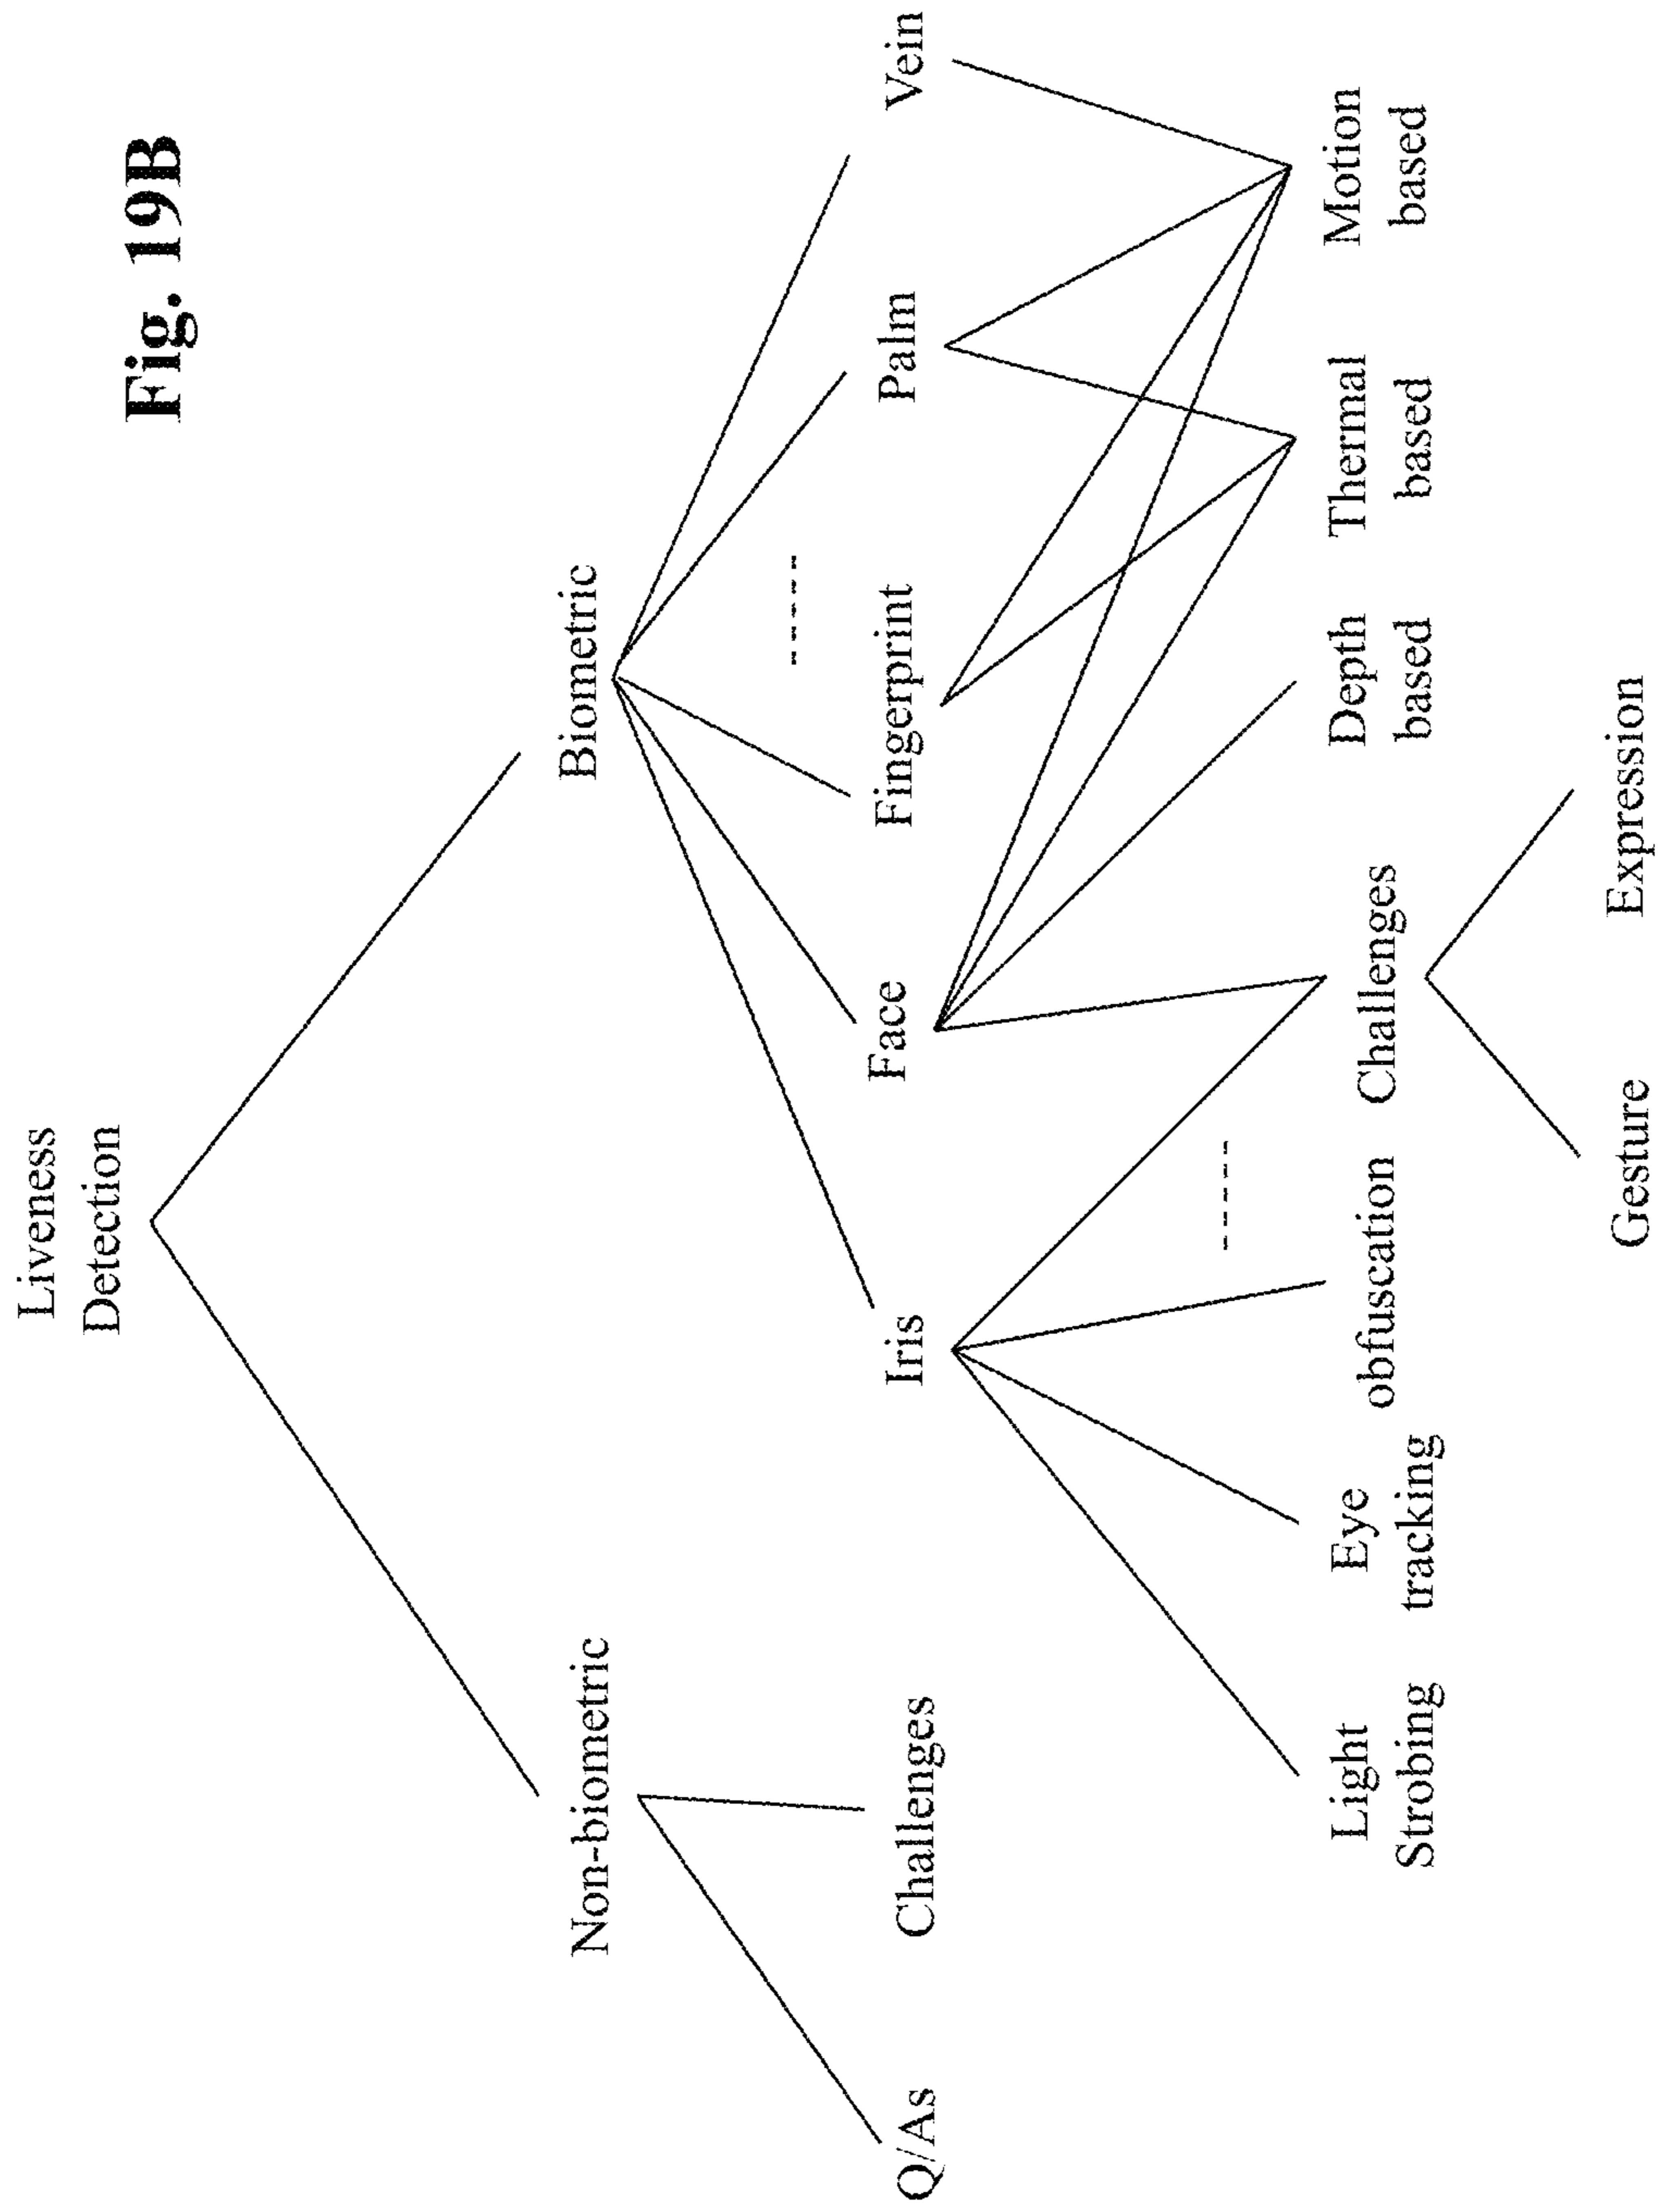 Fig. 19B
Liveness
Detection
Non-biometric
Biometric
Q/As
Challenges
Iris
Face
Fingerprint
Palm
Vein
Light
Strobing
Eye
tracking
obfuscation
Challenges
Depth
based
Thermal
based
Motion
based
Gesture
Expression